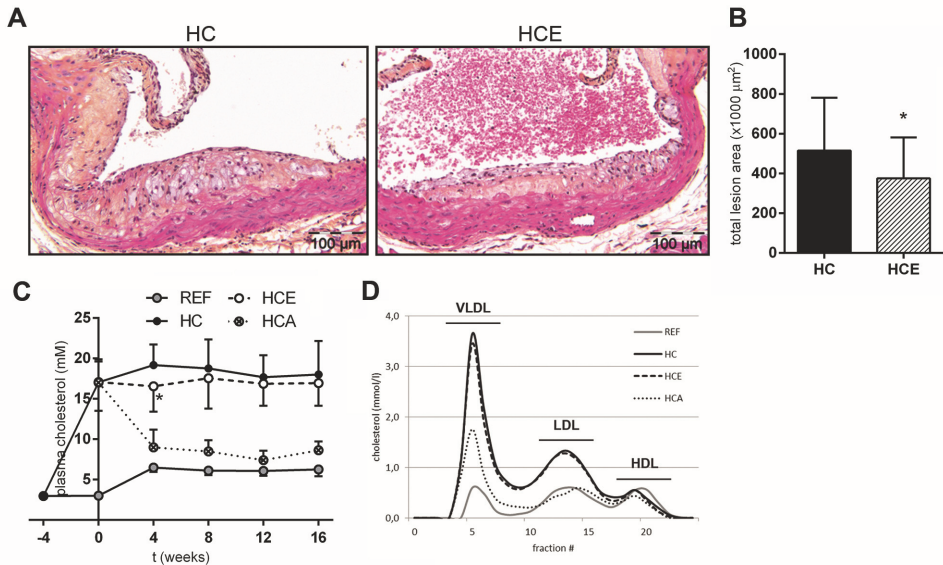 A
HC
HCE
100 µm
100 µm
B
total lesion area (x1000 µm²)
1000
800
600
400
200
0
*
HC
HCE
C
REF
HCE
HC
HCA
plasma cholesterol (mM)
25
20
15
10
5
*
-4
0
4
8
12
16
t (weeks)
D
VLDL
LDL
HDL
REF
HC
HCE
HCA
cholesterol (mmol/l)
4,0
3,0
2,0
1,0
0,0
0
5
10
15
20
fraction #